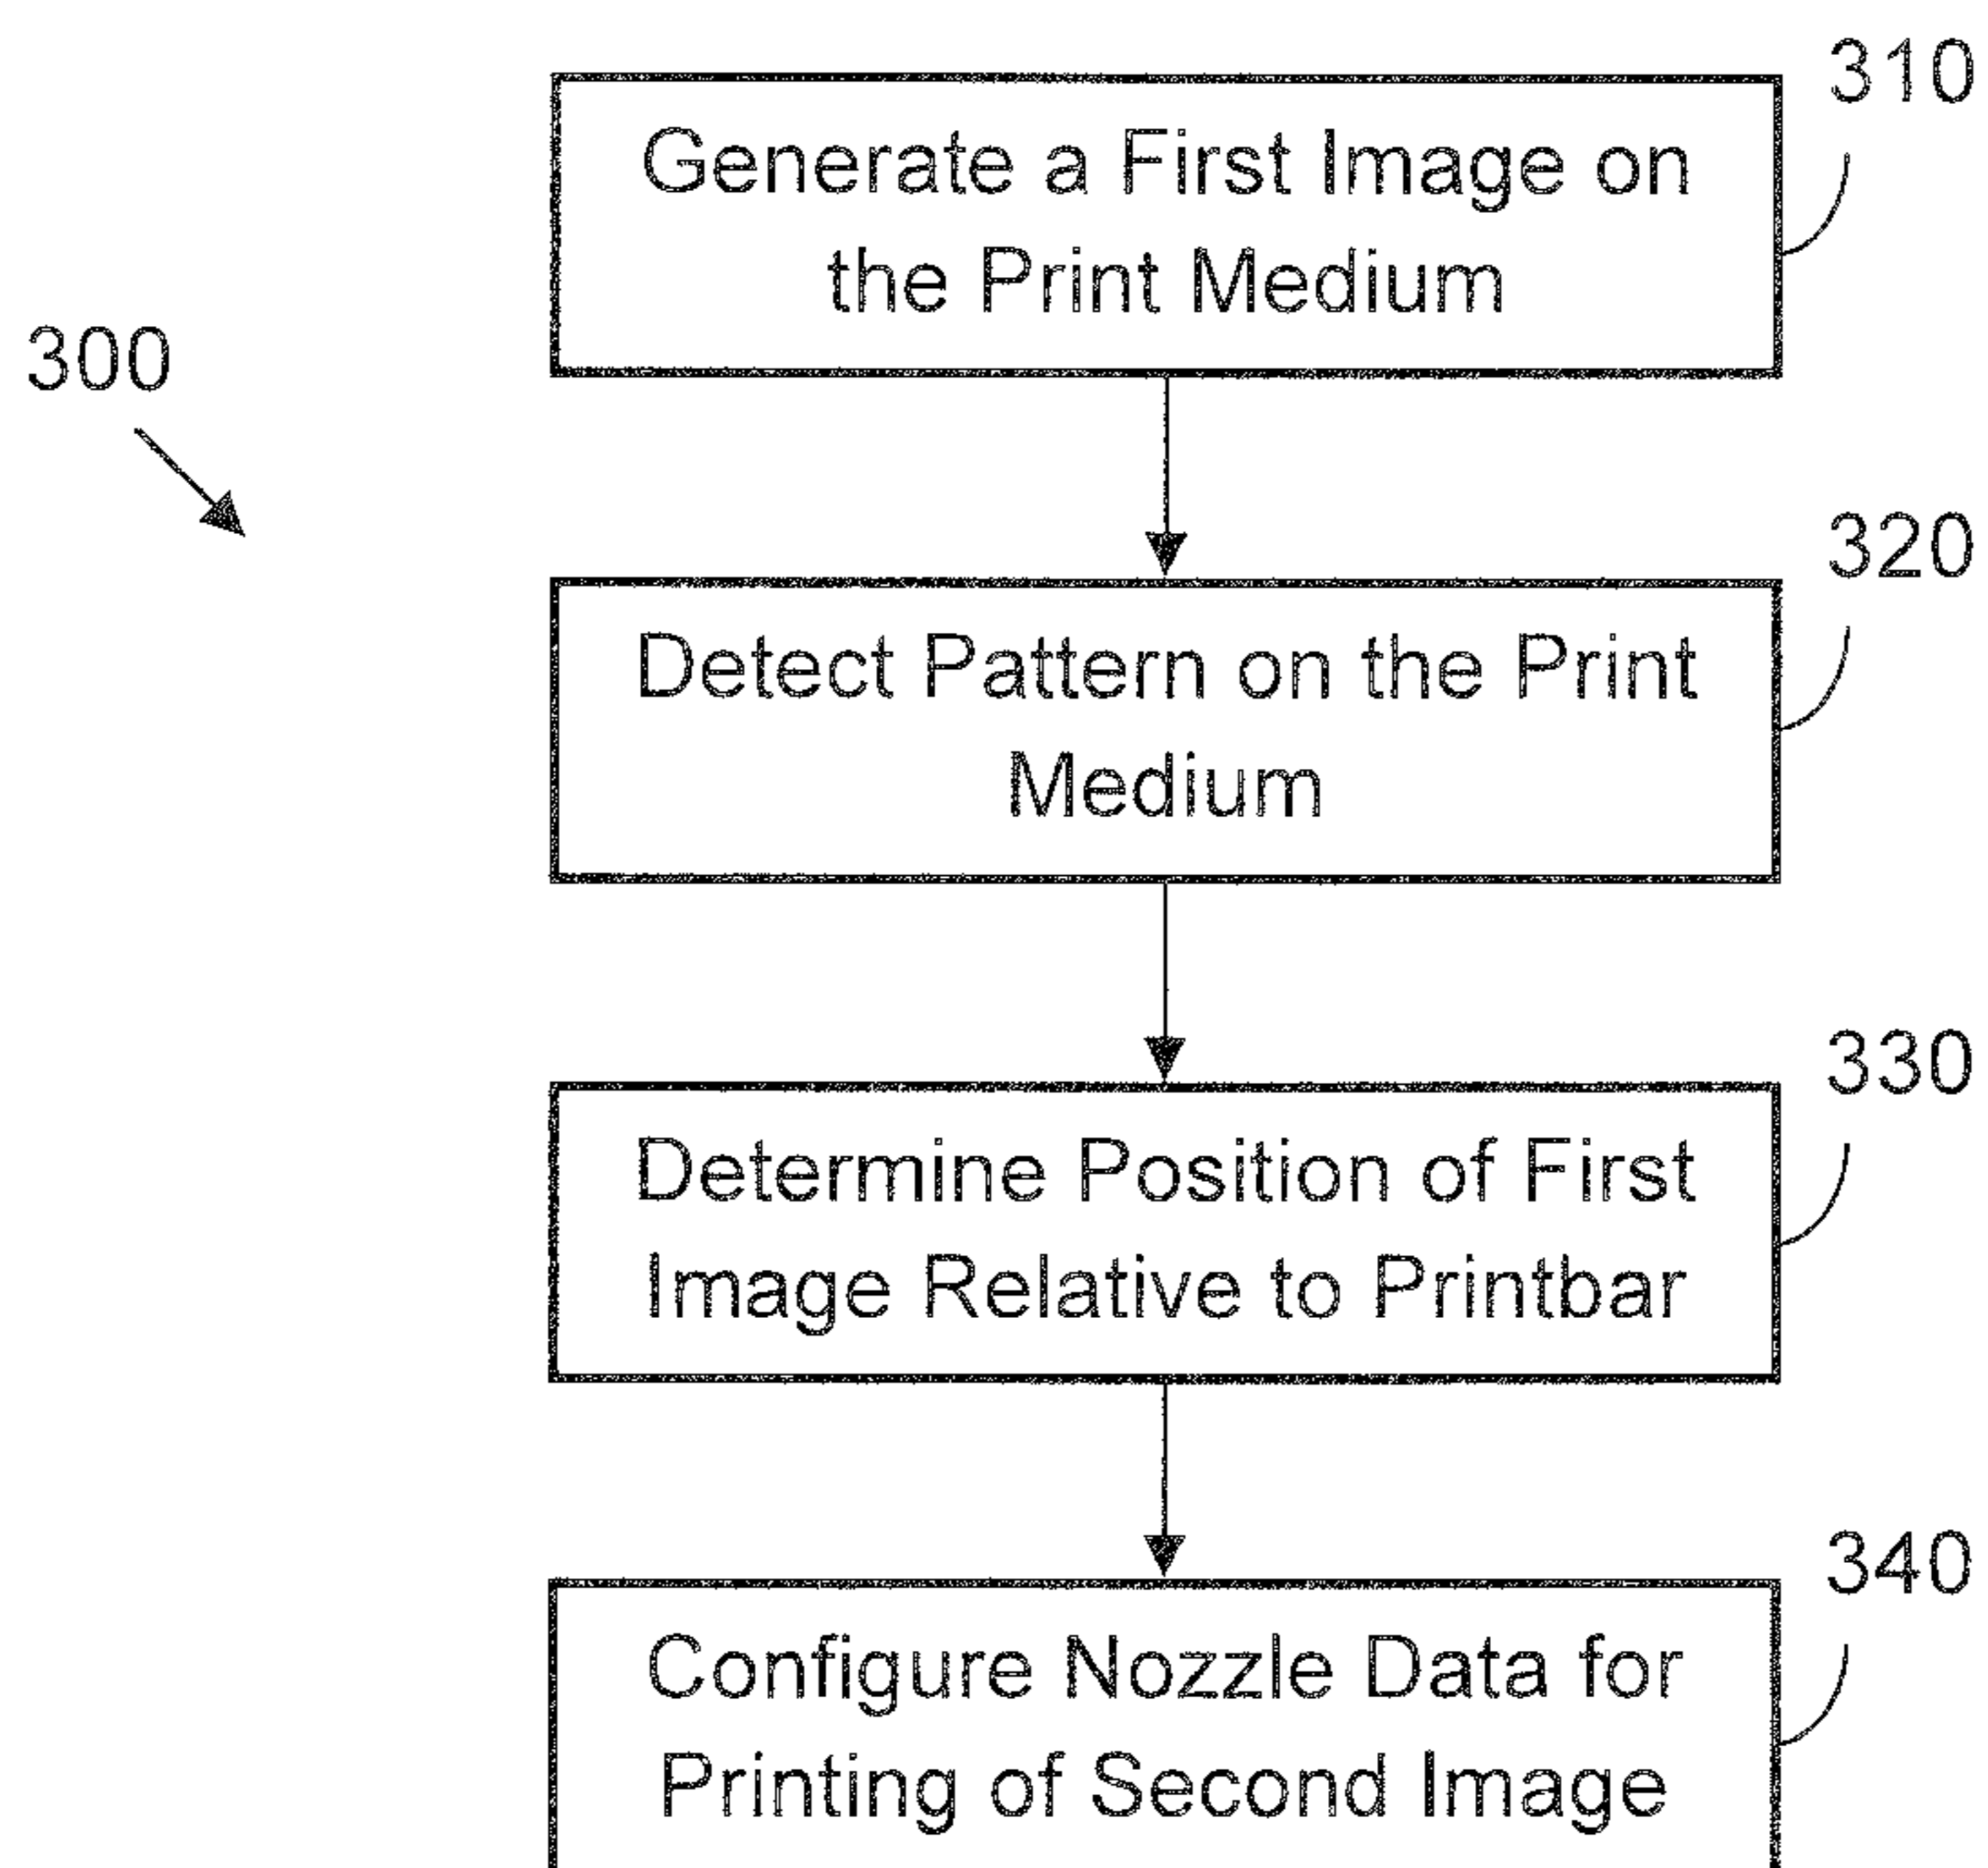 310
Generate a First Image on
the Print Medium
300
320
Detect Pattern on the Print
Medium
330
Determine Position of First
Image Relative to Printbar
340
Configure Nozzle Data for
Printing of Second Image